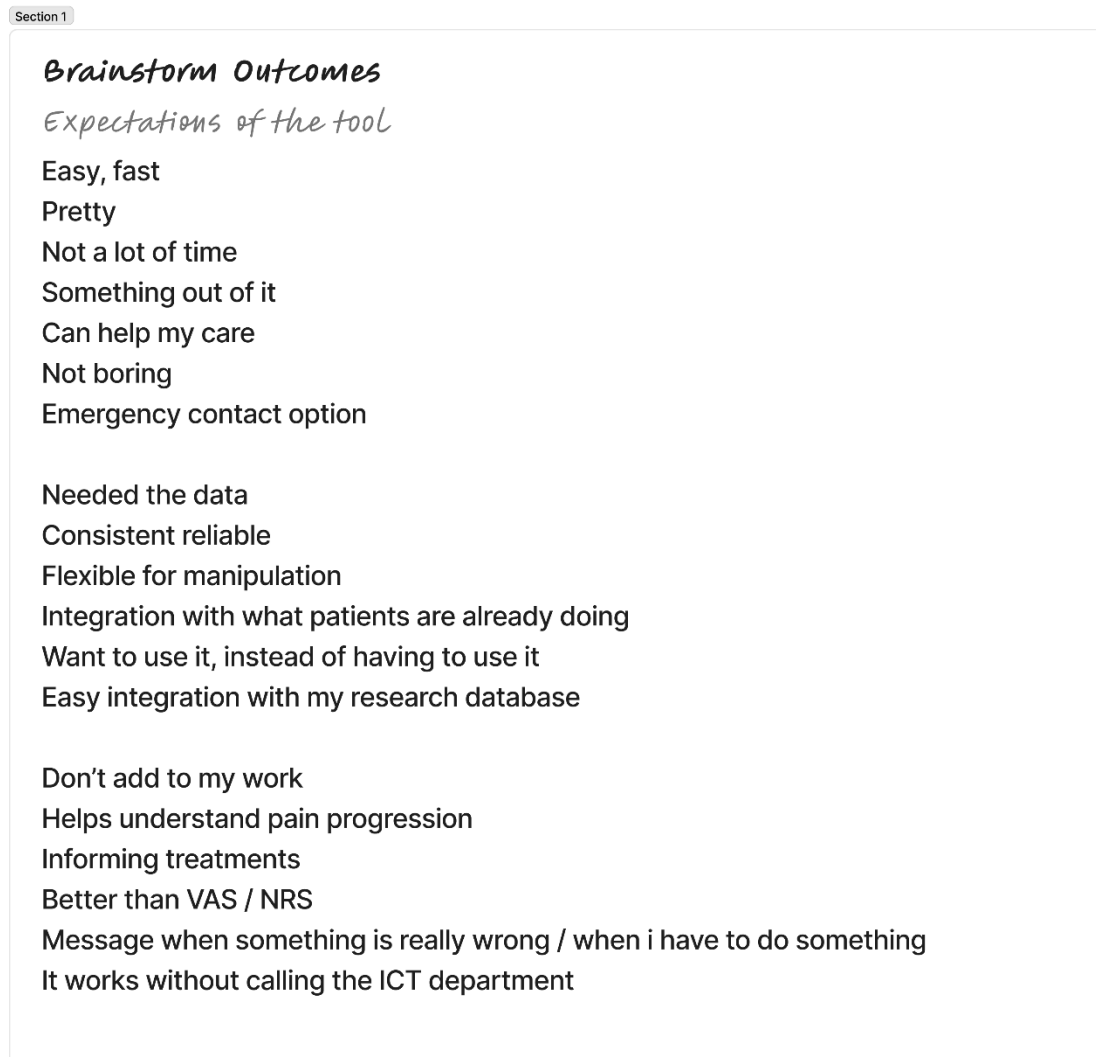 Section 1
Brainstorm Outcomes
Expectations of the tool
Easy, fast
Pretty
Not a lot of time
Something out of it
Can help my care
Not boring
Emergency contact option
Needed the data
Consistent reliable
Flexible for manipulation
Integration with what patients are already doing
Want to use it, instead of having to use it
Easy integration with my research database
Don’t add to my work
Helps understand pain progression
Informing treatments
Better than VAS / NRS
Message when something is really wrong / when i have to do something
It works without calling the ICT department